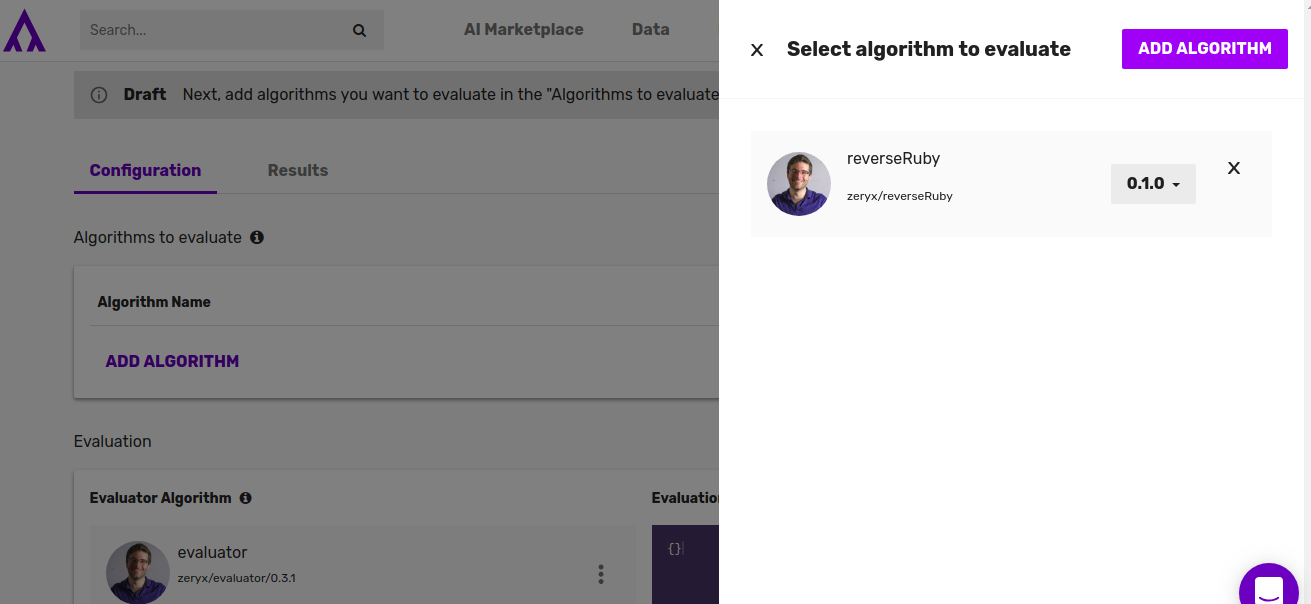 Search...
AI Marketplace
Data
Draft Next, add algorithms you want to evaluate in the "Algorithms to evaluate
Configuration
Results
Algorithms to evaluate
Algorithm Name
ADD ALGORITHM
Evaluation
Evaluator Algorithm
evaluator
zeryx/evaluator/0.3.1
Evaluatio
{}
X Select algorithm to evaluate
ADD ALGORITHM
reverseRuby
zeryx/reverseRuby
0.1.0
X